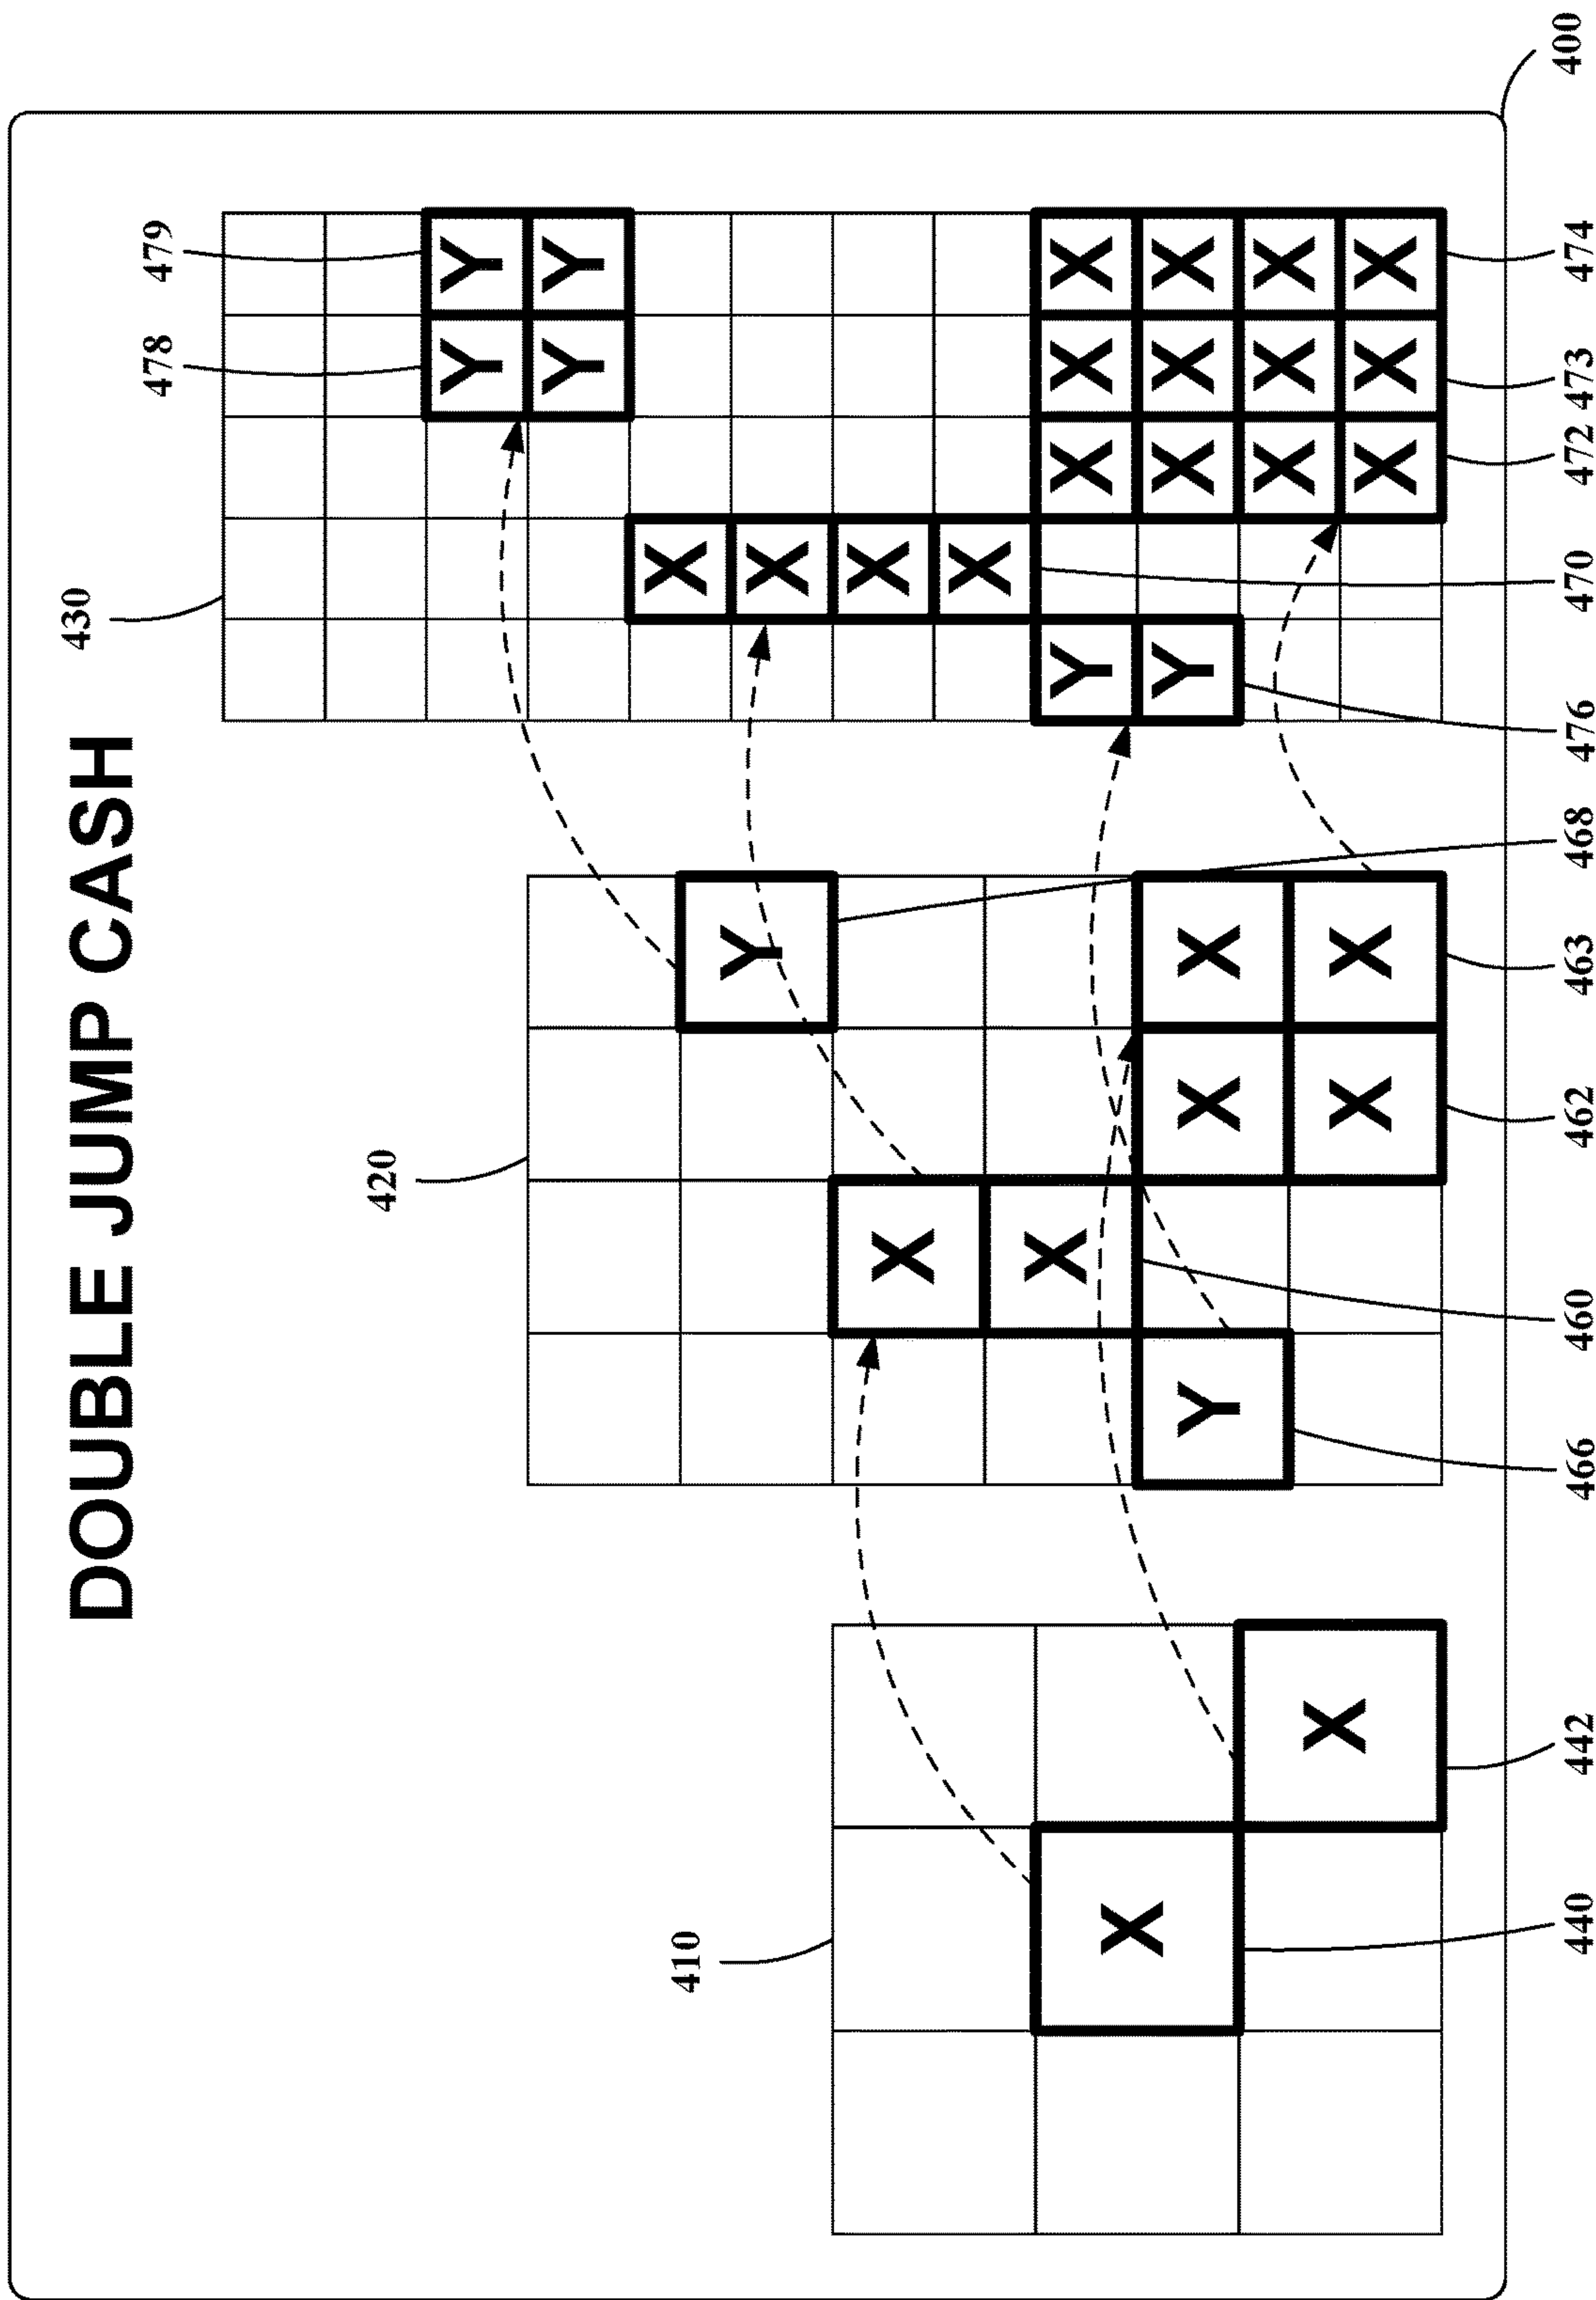 DOUBLE JUMP CASH
410
X
X
420
Y
X
X
Y X X
X X
430
478 479
Y Y
Y Y
X
X
X
X
Y X X X
Y X X X
X X X
X X X
440 442 466 460 462 463 468 476 470 472 473 474
400